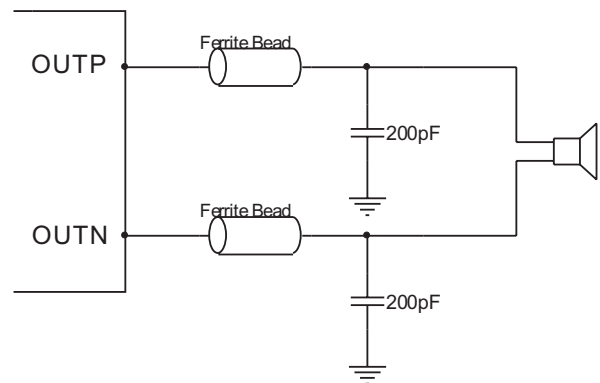 Ferrite Bead
OUTP
200pF
Ferrite Bead
OUTN
200pF